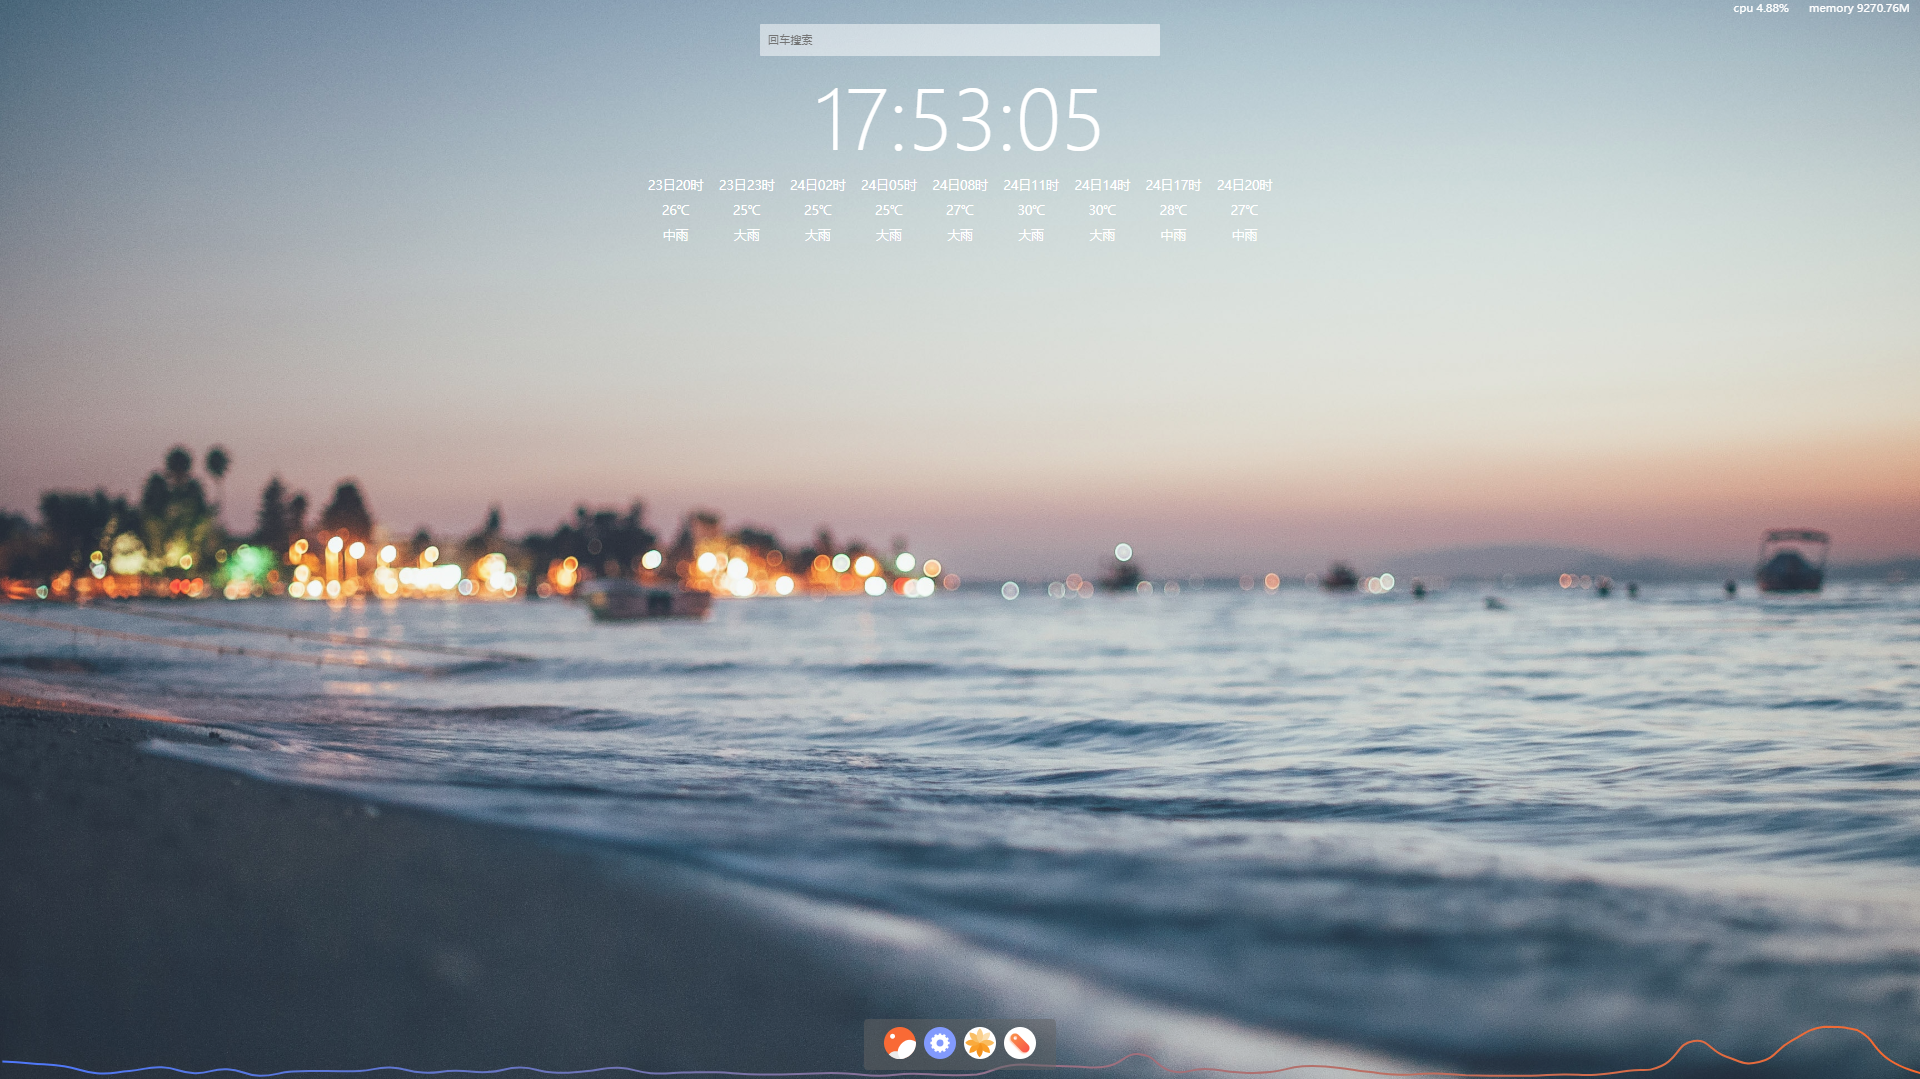 cpu 4.88% memory 9270.76M
回车搜索
17:53:05
23日20时 23日23时 24日02时 24日05时 24日08时 24日11时 24日14时 24日17时 24日20时
26℃ 25℃ 25℃ 25℃ 27℃ 30℃ 30℃ 28℃ 27℃
中雨 大雨 大雨 大雨 大雨 大雨 大雨 中雨 中雨